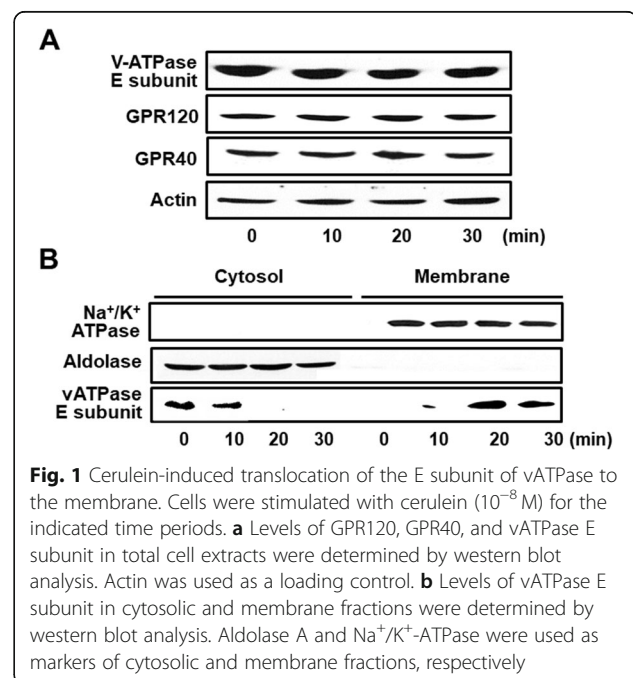 A
V-ATPase
E subunit
GPR120
GPR40
Actin
0 10 20 30 (min)
B
Cytosol Membrane
Na⁺/K⁺
ATPase
Aldolase
vATPase
E subunit
0 10 20 30 0 10 20 30 (min)
Fig. 1 Cerulein-induced translocation of the E subunit of vATPase to
the membrane. Cells were stimulated with cerulein (10⁻⁸ M) for the
indicated time periods. a Levels of GPR120, GPR40, and vATPase E
subunit in total cell extracts were determined by western blot
analysis. Actin was used as a loading control. b Levels of vATPase E
subunit in cytosolic and membrane fractions were determined by
western blot analysis. Aldolase A and Na⁺/K⁺-ATPase were used as
markers of cytosolic and membrane fractions, respectively